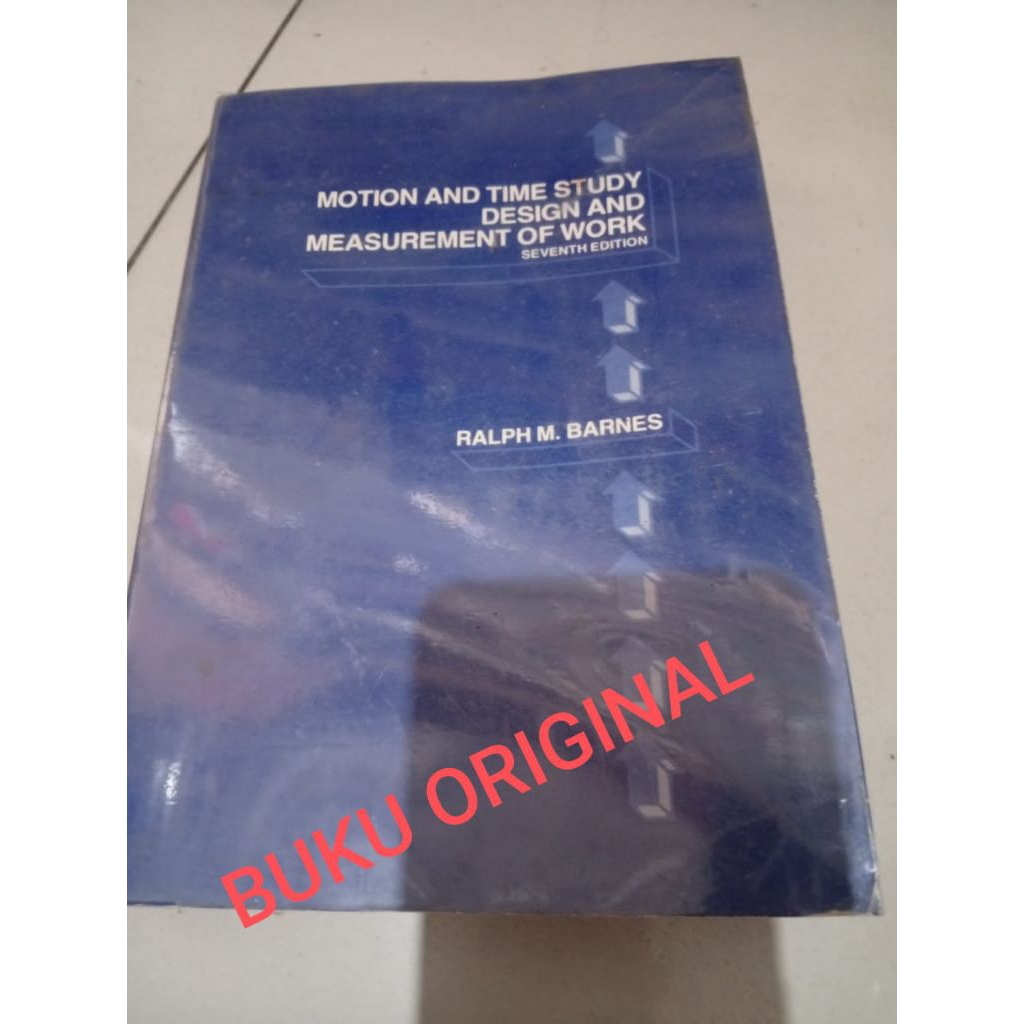 MOTION AND TIME STUDY
DESIGN AND
MEASUREMENT OF WORK
SEVENTH EDITION
RALPH M. BARNES
BUKU ORIGINAL